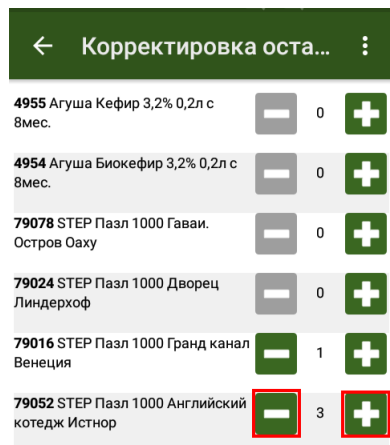 Корректировка оста...
4955 Агуша Кефир 3,2% 0,2л с
0
8мес.
4954 Агуша Биокефир 3,2% 0,2л с
0
8мес.
79078 STEP Пазл 1000 Гаваи.
0
Остров Оаху
79024 STEP Пазл 1000 Дворец
0
Линдерхоф
79016 STEP Пазл 1000 Гранд канал
1
Венеция
79052 STEP Пазл 1000 Английский
3
котедж Истнор